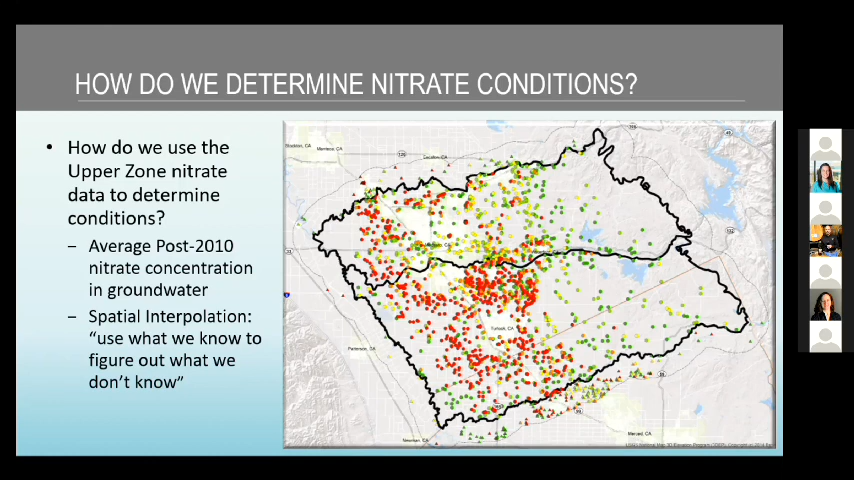 HOW DO WE DETERMINE NITRATE CONDITIONS?
• How do we use the
Upper Zone nitrate
data to determine
conditions?
– Average Post-2010
nitrate concentration
in groundwater
– Spatial Interpolation:
“use what we know to
figure out what we
don’t know”
Manteca, CA
Turlock, CA
Patterson, CA
Newman, CA
Merced, CA